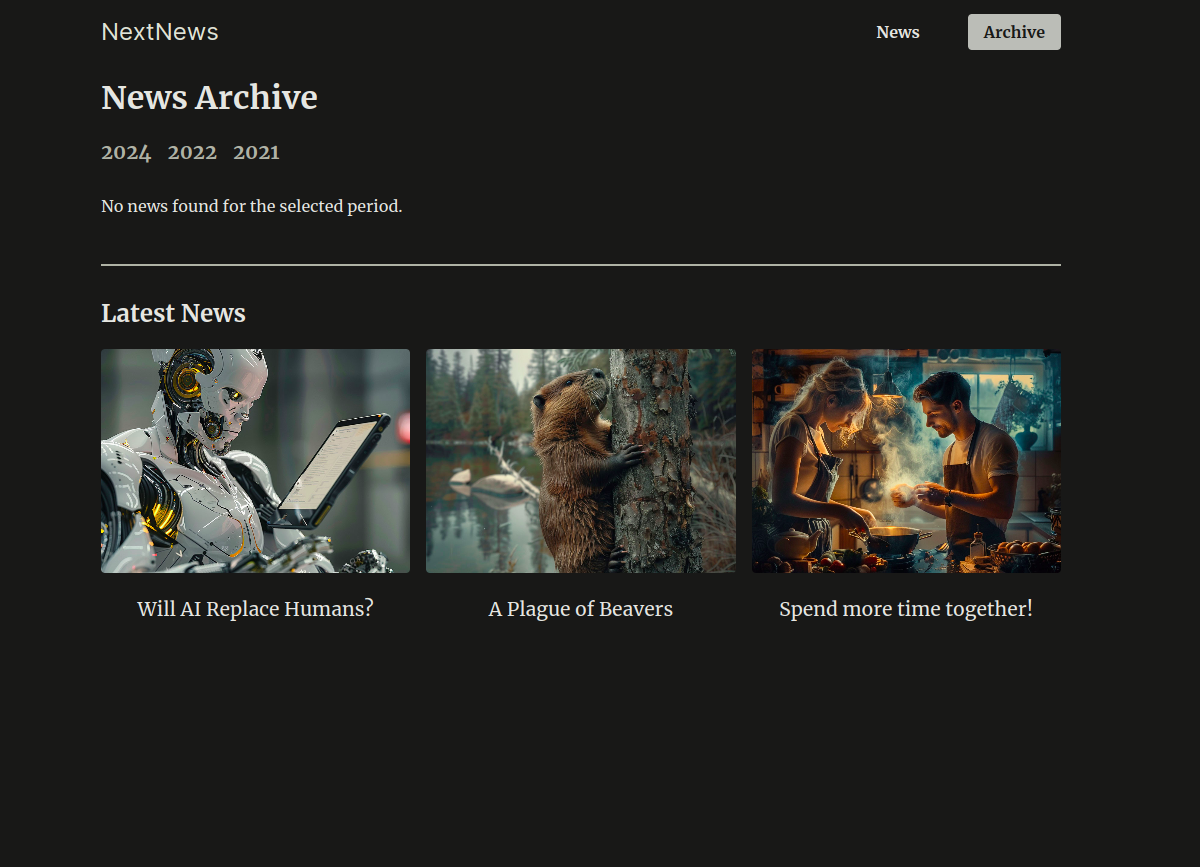 NextNews
News
Archive
News Archive
2024 2022 2021
No news found for the selected period.
Latest News
Will AI Replace Humans?
A Plague of Beavers
Spend more time together!